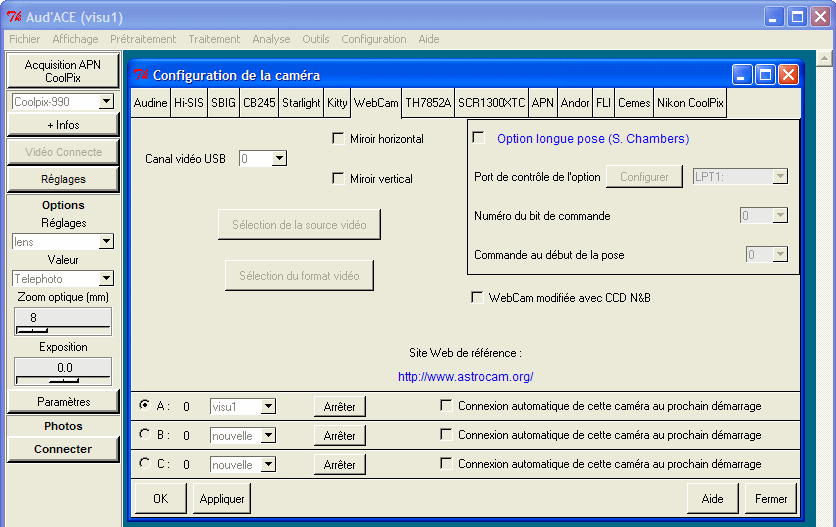 Aud'ACE (visu1)
Fichier Affichage Prétraitement Traitement Analyse Outils Configuration Aide
Acquisition APN
CoolPix
Coolpix-990
+ Infos
Vidéo Connecte
Réglages
Options
Réglages
lens
Valeur
Telephoto
Zoom optique (mm)
8
Exposition
0.0
Paramètres
Photos
Connecter
Configuration de la caméra
Audine Hi-SIS SBIG CB245 Starlight Kitty WebCam TH7852A SCR1300XTC APN Andor FLI Cemes Nikon CoolPix
Canal vidéo USB 0
Miroir horizontal
Miroir vertical
Sélection de la source vidéo
Sélection du format vidéo
Option longue pose (S. Chambers)
Port de contrôle de l'option Configurer LPT1:
Numéro du bit de commande 0
Commande au début de la pose 0
WebCam modifiée avec CCD N&B
Site Web de référence :
http://www.astrocam.org/
A : 0 visu1 Arrêter Connexion automatique de cette caméra au prochain démarrage
B : 0 nouvelle Arrêter Connexion automatique de cette caméra au prochain démarrage
C : 0 nouvelle Arrêter Connexion automatique de cette caméra au prochain démarrage
OK Appliquer Aide Fermer